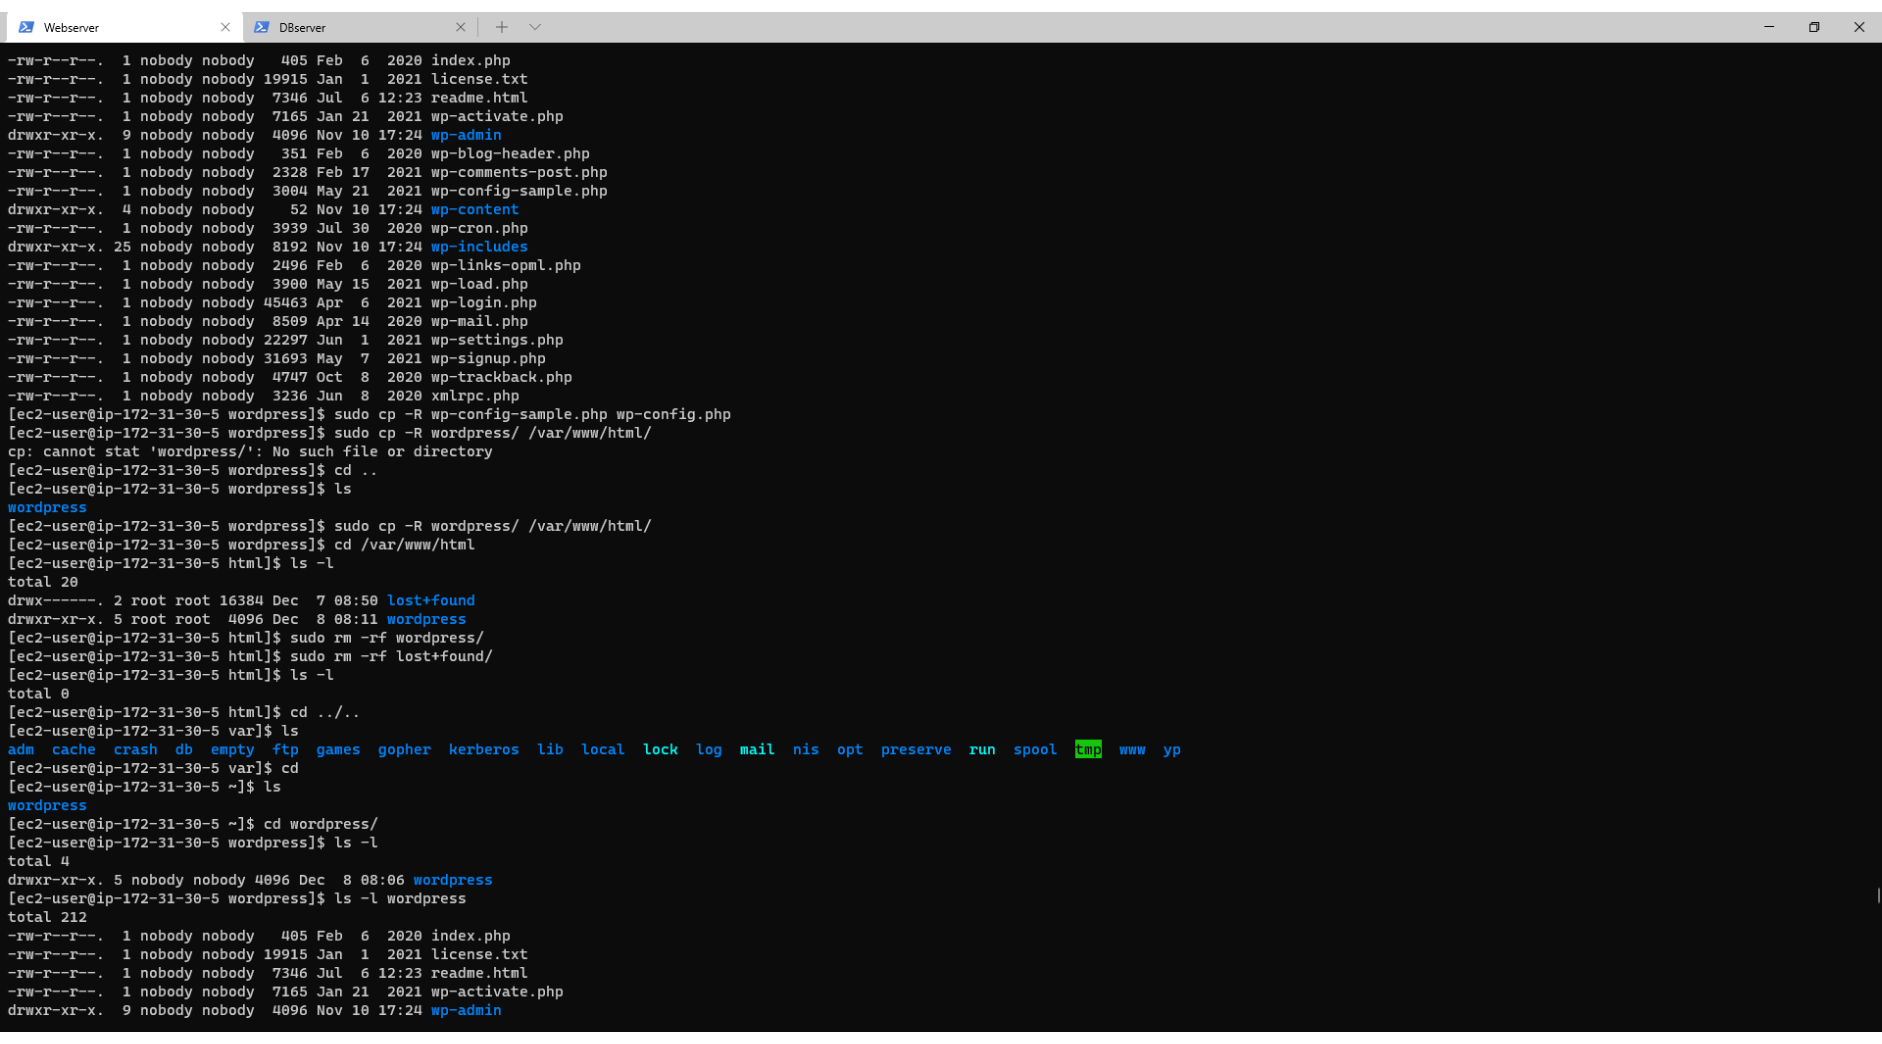 Webserver DBserver
-rw-r--r--.  1 nobody nobody   405 Feb  6  2020 index.php
-rw-r--r--.  1 nobody nobody 19915 Jan  1  2021 license.txt
-rw-r--r--.  1 nobody nobody  7346 Jul  6 12:23 readme.html
-rw-r--r--.  1 nobody nobody  7165 Jan 21  2021 wp-activate.php
drwxr-xr-x.  9 nobody nobody  4096 Nov 10 17:24 wp-admin
-rw-r--r--.  1 nobody nobody   351 Feb  6  2020 wp-blog-header.php
-rw-r--r--.  1 nobody nobody  2328 Feb 17  2021 wp-comments-post.php
-rw-r--r--.  1 nobody nobody  3004 May 21  2021 wp-config-sample.php
drwxr-xr-x.  4 nobody nobody    52 Nov 10 17:24 wp-content
-rw-r--r--.  1 nobody nobody  3939 Jul 30  2020 wp-cron.php
drwxr-xr-x. 25 nobody nobody  8192 Nov 10 17:24 wp-includes
-rw-r--r--.  1 nobody nobody  2496 Feb  6  2020 wp-links-opml.php
-rw-r--r--.  1 nobody nobody  3900 May 15  2021 wp-load.php
-rw-r--r--.  1 nobody nobody 45463 Apr  6  2021 wp-login.php
-rw-r--r--.  1 nobody nobody  8509 Apr 14  2020 wp-mail.php
-rw-r--r--.  1 nobody nobody 22297 Jun  1  2021 wp-settings.php
-rw-r--r--.  1 nobody nobody 31693 May  7  2021 wp-signup.php
-rw-r--r--.  1 nobody nobody  4747 Oct  8  2020 wp-trackback.php
-rw-r--r--.  1 nobody nobody  3236 Jun  8  2020 xmlrpc.php
[ec2-user@ip-172-31-30-5 wordpress]$ sudo cp -R wp-config-sample.php wp-config.php
[ec2-user@ip-172-31-30-5 wordpress]$ sudo cp -R wordpress/ /var/www/html/
cp: cannot stat 'wordpress/': No such file or directory
[ec2-user@ip-172-31-30-5 wordpress]$ cd ..
[ec2-user@ip-172-31-30-5 wordpress]$ ls
wordpress
[ec2-user@ip-172-31-30-5 wordpress]$ sudo cp -R wordpress/ /var/www/html/
[ec2-user@ip-172-31-30-5 wordpress]$ cd /var/www/html
[ec2-user@ip-172-31-30-5 html]$ ls -l
total 20
drwx------. 2 root root 16384 Dec  7 08:50 lost+found
drwxr-xr-x. 5 root root  4096 Dec  8 08:11 wordpress
[ec2-user@ip-172-31-30-5 html]$ sudo rm -rf wordpress/
[ec2-user@ip-172-31-30-5 html]$ sudo rm -rf lost+found/
[ec2-user@ip-172-31-30-5 html]$ ls -l
total 0
[ec2-user@ip-172-31-30-5 html]$ cd ../..
[ec2-user@ip-172-31-30-5 var]$ ls
adm  cache  crash  db  empty  ftp  games  gopher  kerberos  lib  local  lock  log  mail  nis  opt  preserve  run  spool  tmp  www  yp
[ec2-user@ip-172-31-30-5 var]$ cd
[ec2-user@ip-172-31-30-5 ~]$ ls
wordpress
[ec2-user@ip-172-31-30-5 ~]$ cd wordpress/
[ec2-user@ip-172-31-30-5 wordpress]$ ls -l
total 4
drwxr-xr-x. 5 nobody nobody 4096 Dec  8 08:06 wordpress
[ec2-user@ip-172-31-30-5 wordpress]$ ls -l wordpress
total 212
-rw-r--r--.  1 nobody nobody   405 Feb  6  2020 index.php
-rw-r--r--.  1 nobody nobody 19915 Jan  1  2021 license.txt
-rw-r--r--.  1 nobody nobody  7346 Jul  6 12:23 readme.html
-rw-r--r--.  1 nobody nobody  7165 Jan 21  2021 wp-activate.php
drwxr-xr-x.  9 nobody nobody  4096 Nov 10 17:24 wp-admin